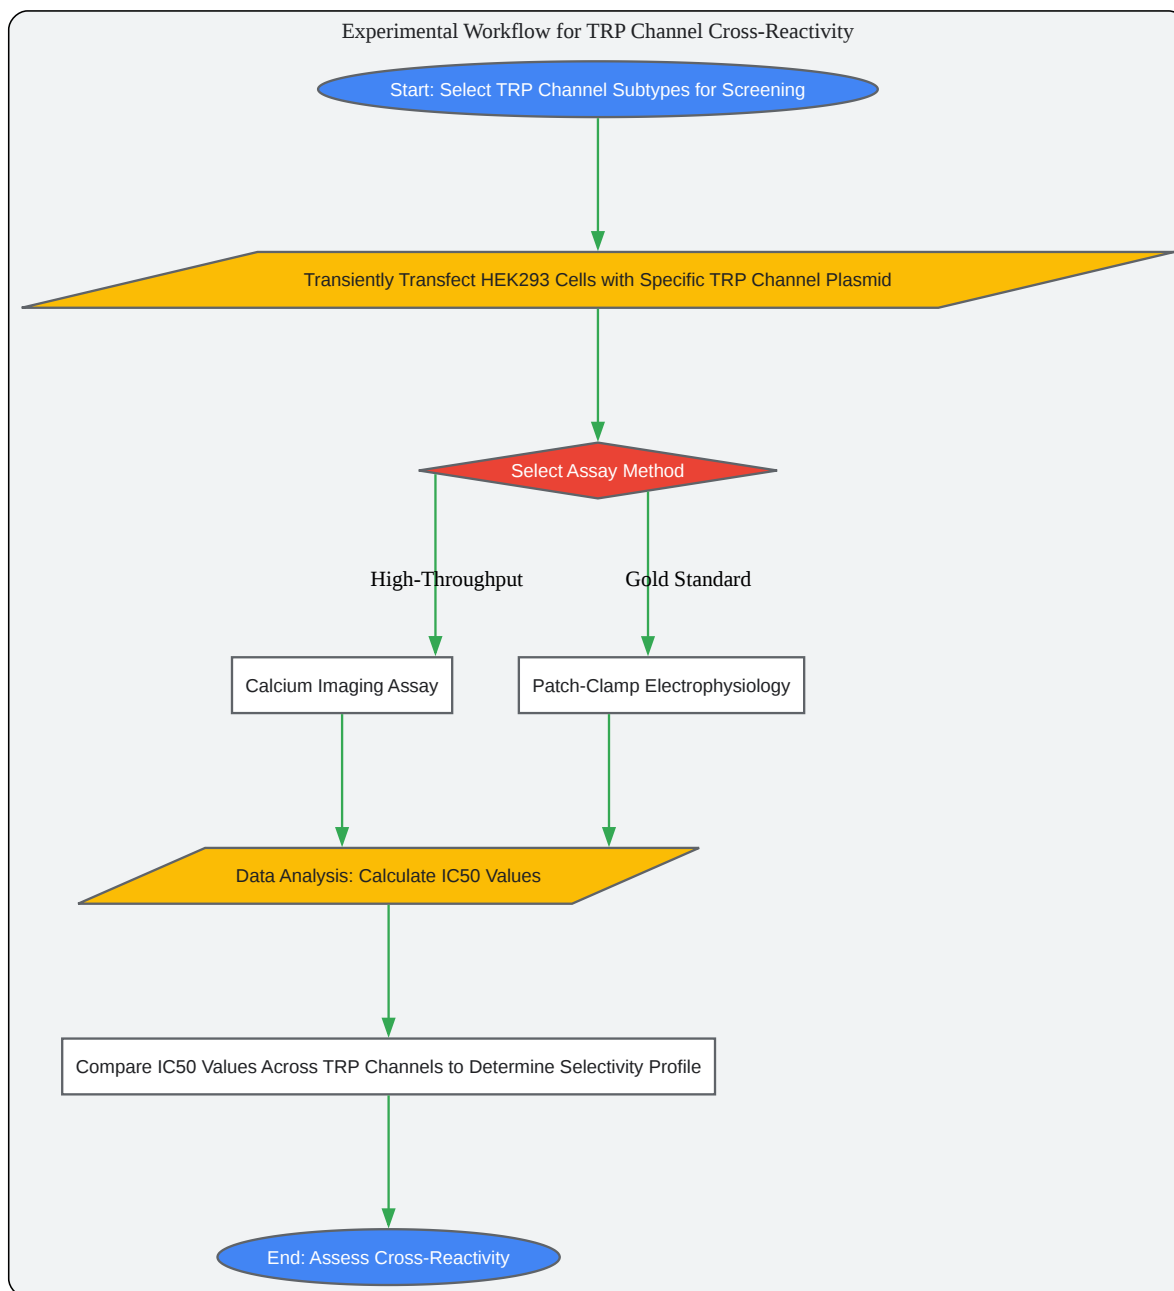 Experimental Workflow for TRP Channel Cross-Reactivity
Start: Select TRP Channel Subtypes for Screening
Transiently Transfect HEK293 Cells with Specific TRP Channel Plasmid
Select Assay Method
High-Throughput
Gold Standard
Calcium Imaging Assay
Patch-Clamp Electrophysiology
Data Analysis: Calculate IC50 Values
Compare IC50 Values Across TRP Channels to Determine Selectivity Profile
End: Assess Cross-Reactivity